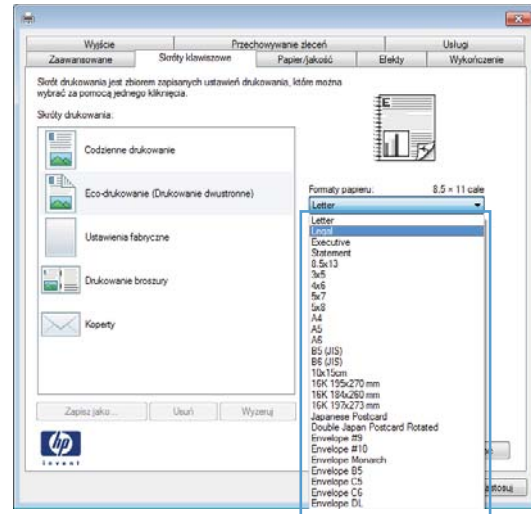 Wyjście
Przechowywanie zleceń
Usługi
Zaawansowane
Skróty klawiszowe
Papier/jakość
Efekty
Wykończenie
Skrót drukowania jest zbiorem zapisanych ustawień drukowania, które można
wybrać za pomocą jednego kliknięcia.
Skróty drukowania:
E
Codzienne drukowanie
Eco-drukowanie (Drukowanie dwustronne)
Ustawienia fabryczne
Drukowanie broszury
Koperty
Formaty papieru:
8.5 × 11 cale
Letter
Letter
Legal
Executive
Statement
8.5x13
3x5
4x6
5x7
5x8
A4
A5
A6
B5 (JIS)
B6 (JIS)
10x15cm
16K 195x270 mm
16K 184x260 mm
16K 197x273 mm
Japanese Postcard
Double Japan Postcard Rotated
Envelope #9
Envelope #10
Envelope Monarch
Envelope B5
Envelope C5
Envelope C6
Envelope DL
Zapisz jako...
Usuń
Wyzeruj
hp
invent